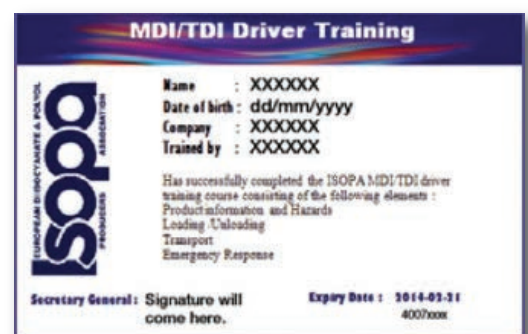 MDI/TDI Driver Training
EUROPEAN DIISOCYANATE & POLYOL
isopa
PRODUCERS ASSOCIATION
Name : XXXXXX
Date of birth : dd/mm/yyyy
Company : XXXXXX
Trained by : XXXXXX
Has successfully completed the ISOPA MDI/TDI driver
training course consisting of the following elements :
Product information and Hazards
Loading /Unloading
Transport
Emergency Response
Secretary General : Signature will
come here.
Expiry Date : 2014-02-21
4007xxxx